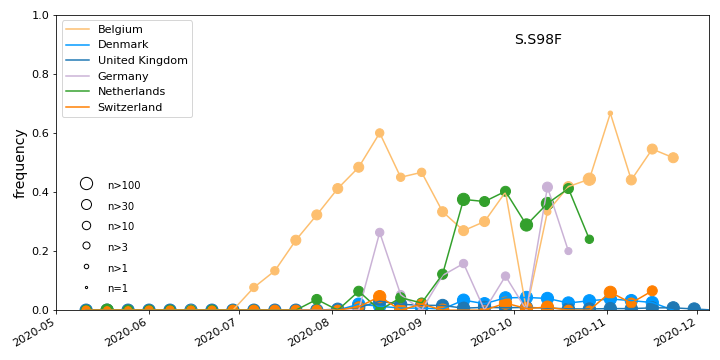 S.S98F
Belgium
Denmark
United Kingdom
Germany
Netherlands
Switzerland
n>100
n>30
n>10
n>3
n>1
n=1
frequency
1.0
0.8
0.6
0.4
0.2
0.0
2020-05
2020-06
2020-07
2020-08
2020-09
2020-10
2020-11
2020-12